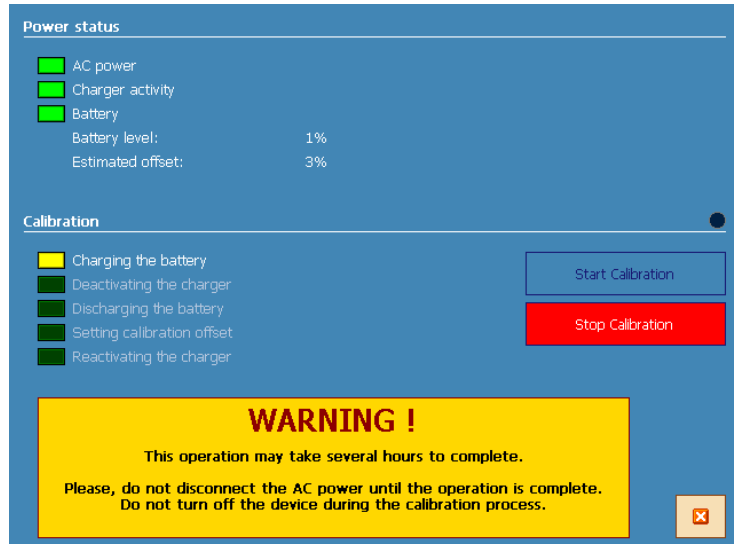 Power status
AC power
Charger activity
Battery
Battery level: 1%
Estimated offset: 3%
Calibration
Charging the battery
Start Calibration
Deactivating the charger
Discharging the battery
Stop Calibration
Setting calibration offset
Reactivating the charger
WARNING !
This operation may take several hours to complete.
Please, do not disconnect the AC power until the operation is complete.
Do not turn off the device during the calibration process.